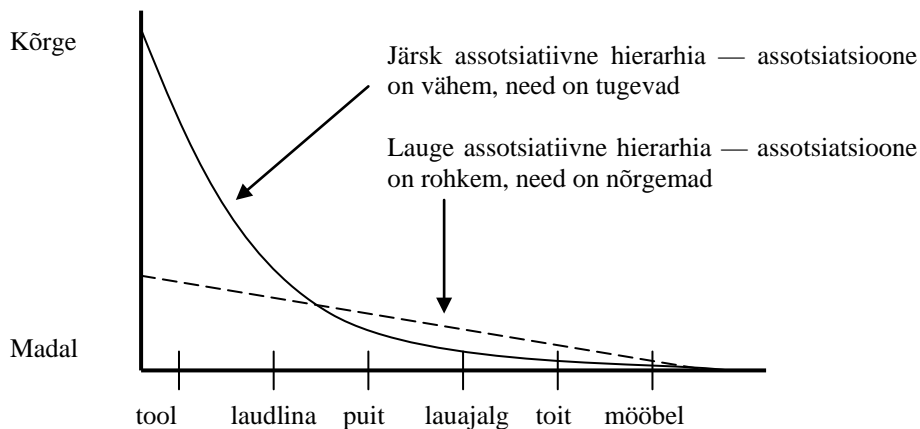 Kõrge
Järsk assotsiatiivne hierarhia — assotsiatsioone
on vähem, need on tugevad
Lauge assotsiatiivne hierarhia — assotsiatsioone
on rohkem, need on nõrgemad
Madal
tool laudlina puit lauajalg toit mööbel